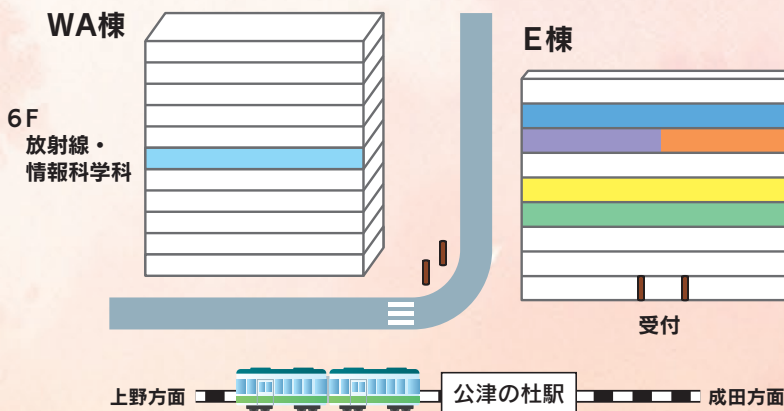 WA棟
E棟
6F
放射線・
情報科学科
受付
上野方面
公津の杜駅
成田方面